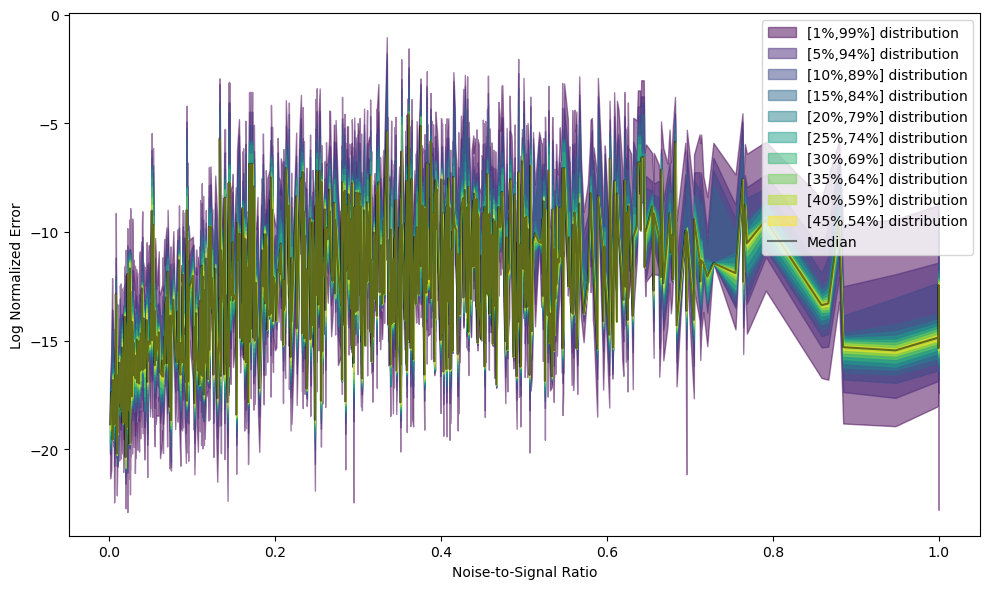 0
−5
−10
−15
−20
Log Normalized Error
0.0
0.2
0.4
0.6
0.8
1.0
Noise-to-Signal Ratio
[1%,99%] distribution
[5%,94%] distribution
[10%,89%] distribution
[15%,84%] distribution
[20%,79%] distribution
[25%,74%] distribution
[30%,69%] distribution
[35%,64%] distribution
[40%,59%] distribution
[45%,54%] distribution
Median